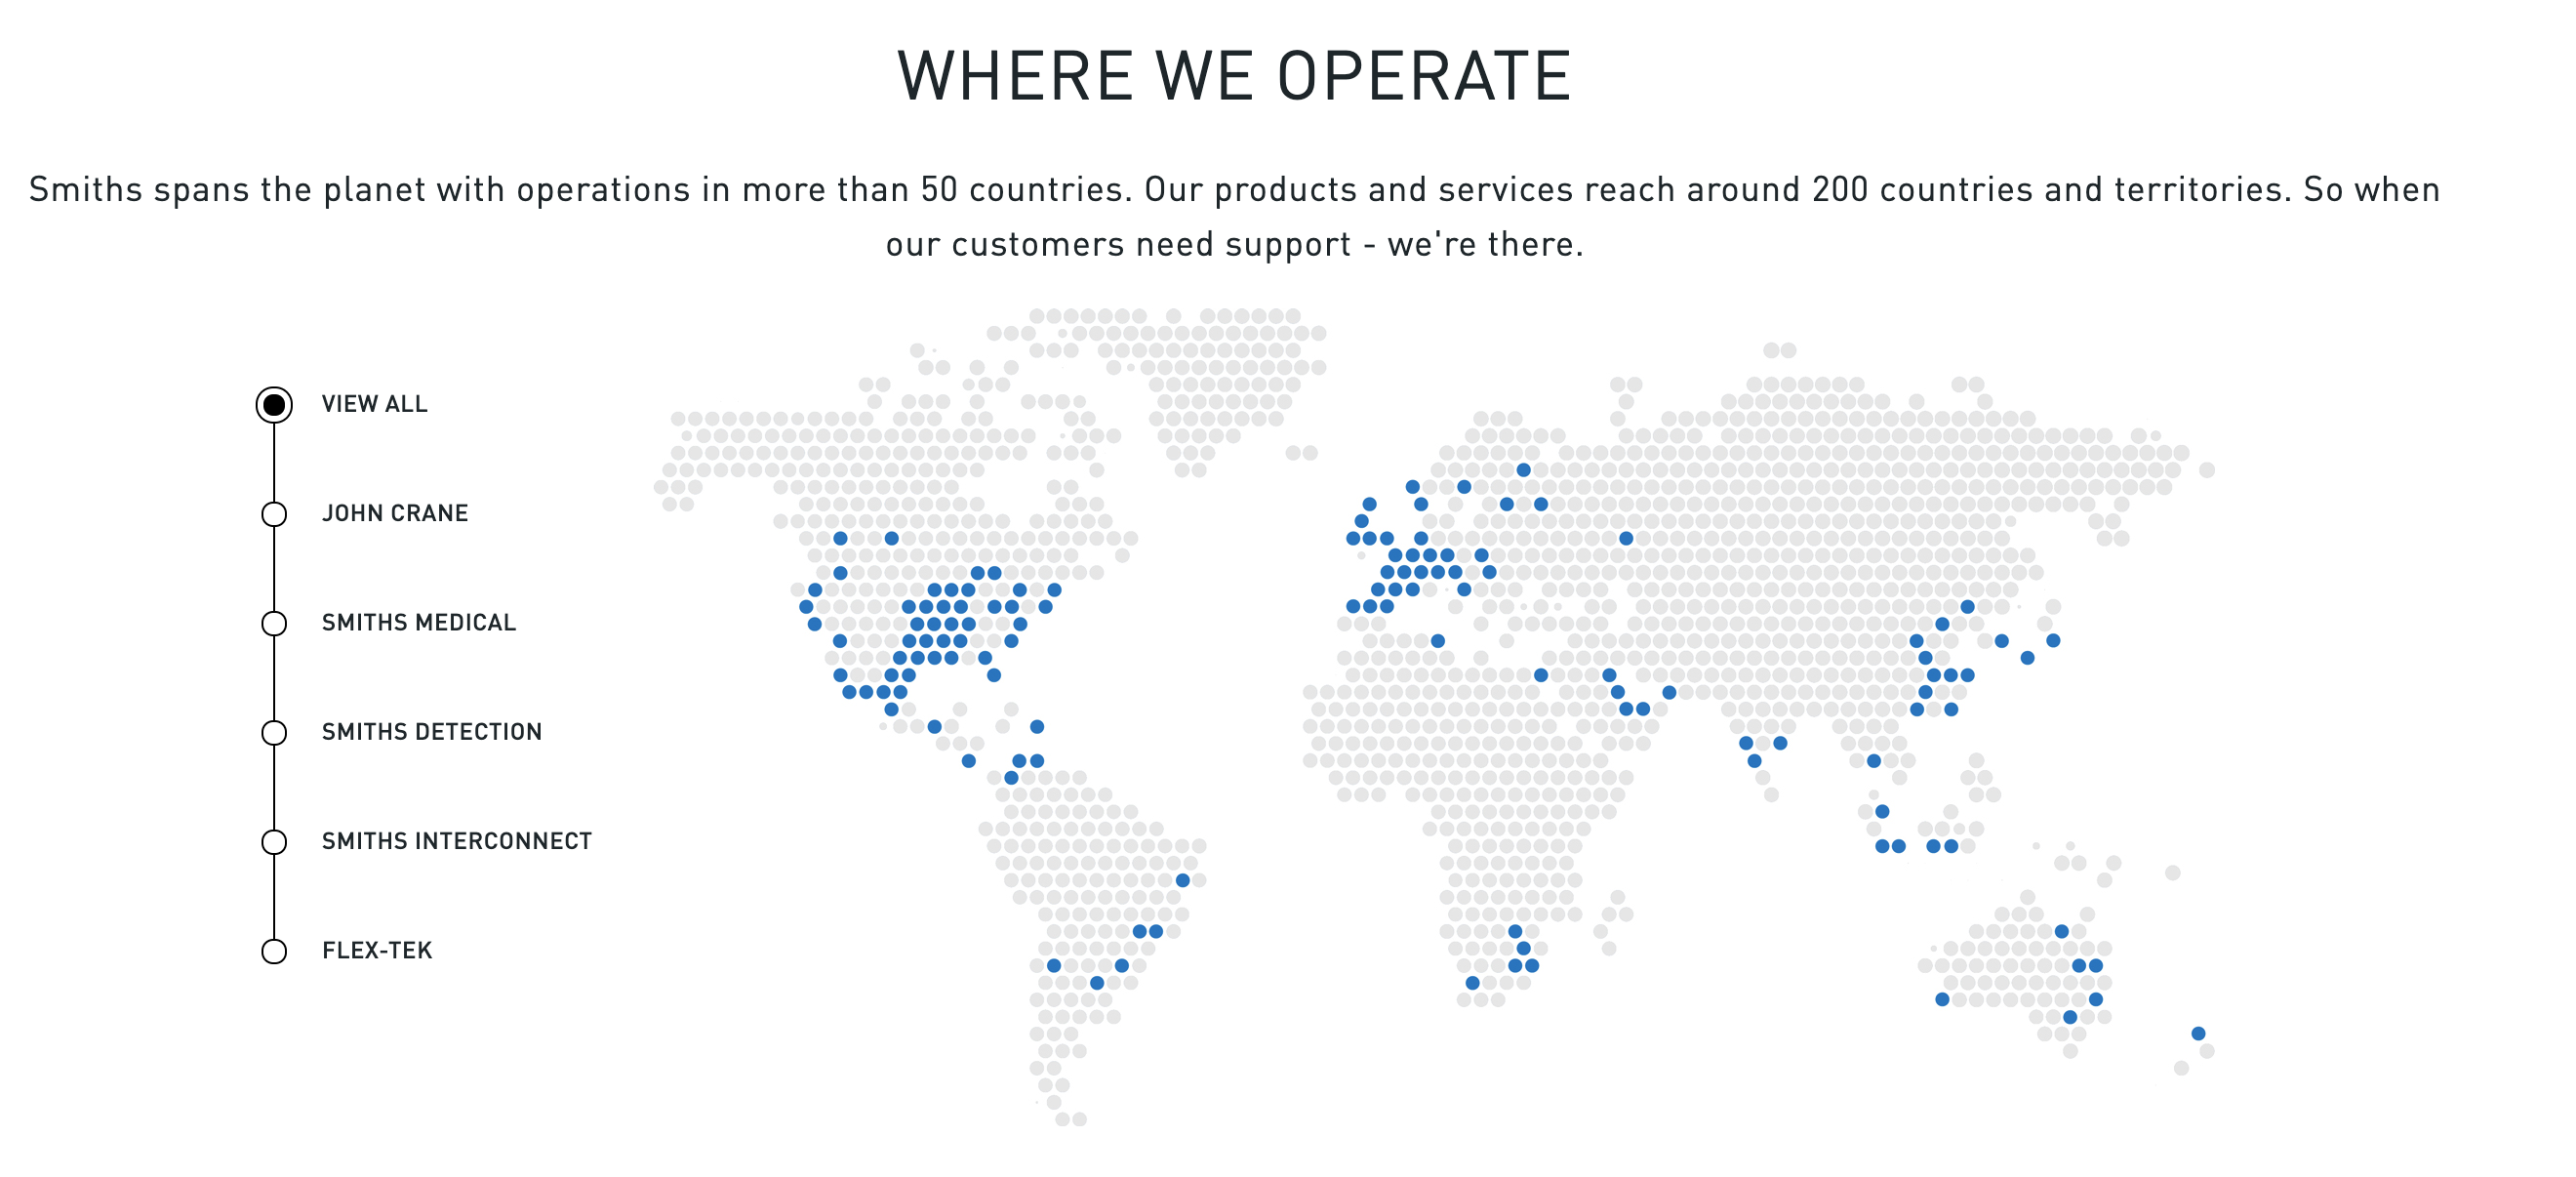 WHERE WE OPERATE
Smiths spans the planet with operations in more than 50 countries. Our products and services reach around 200 countries and territories. So when
our customers need support - we're there.
VIEW ALL
JOHN CRANE
SMITHS MEDICAL
SMITHS DETECTION
SMITHS INTERCONNECT
FLEX-TEK